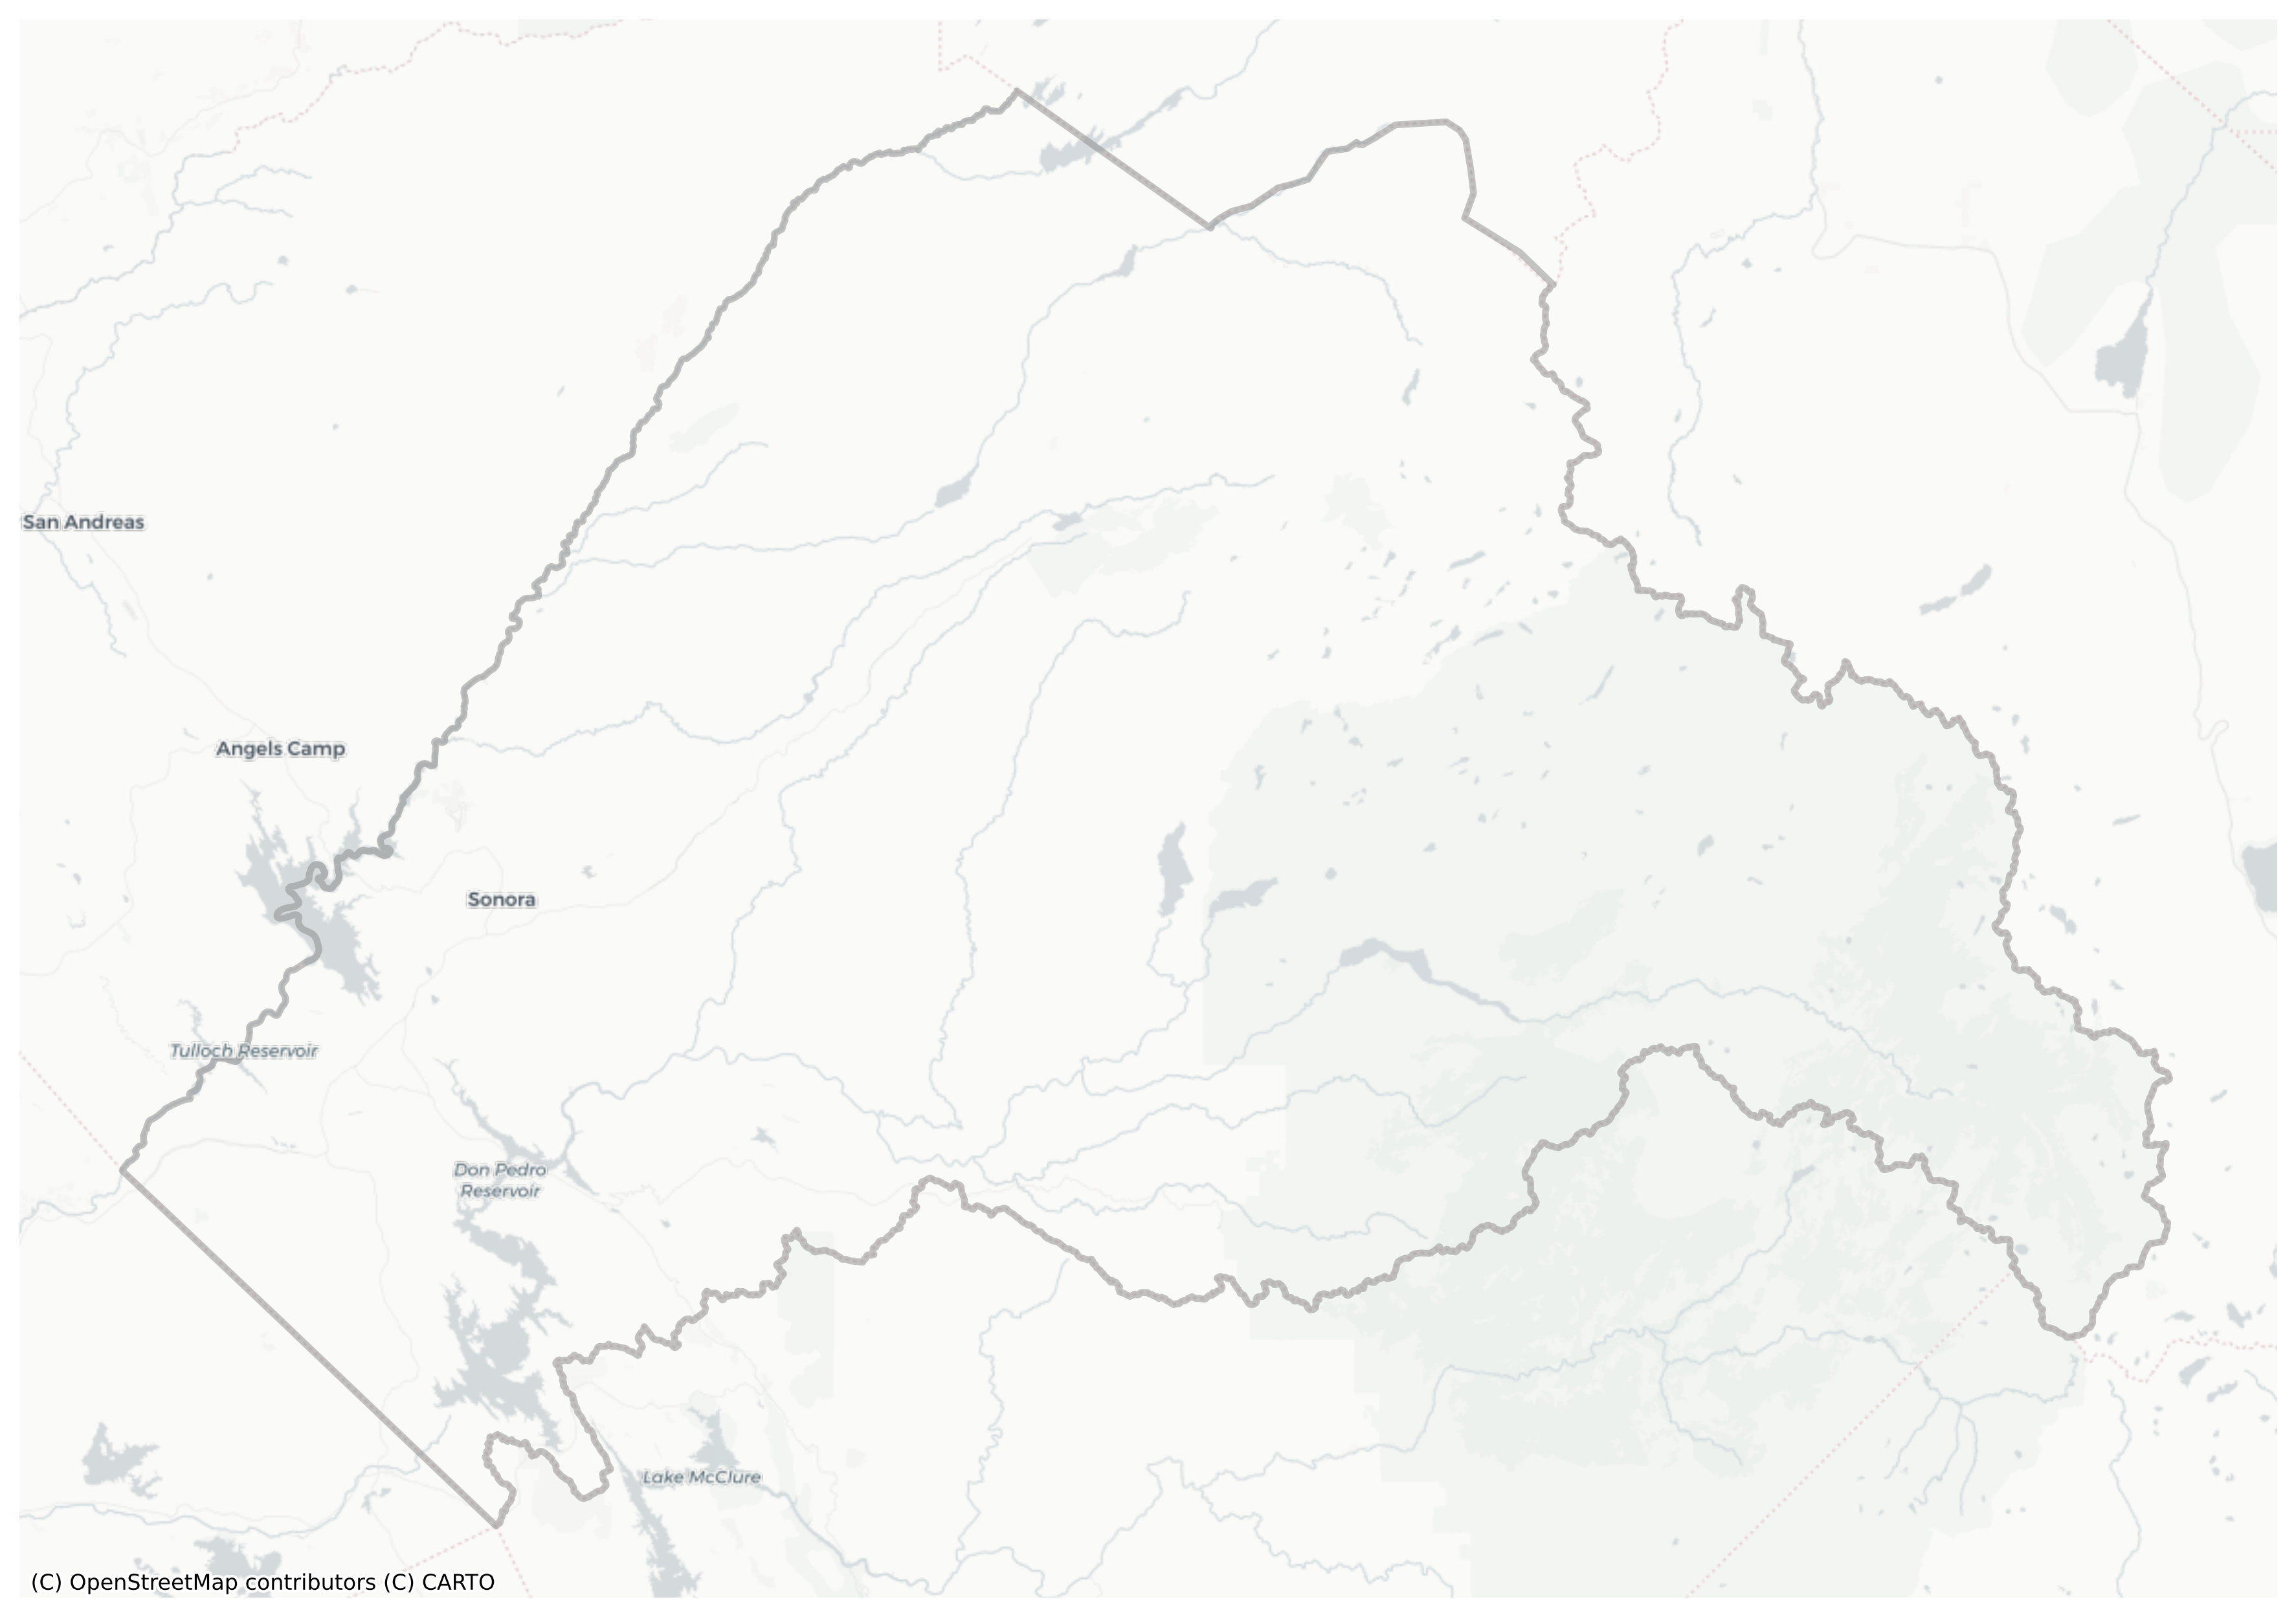 San Andreas
Angels Camp
Sonora
Tulloch Reservoir
Don Pedro
Reservoir
Lake McClure
(C) OpenStreetMap contributors (C) CARTO